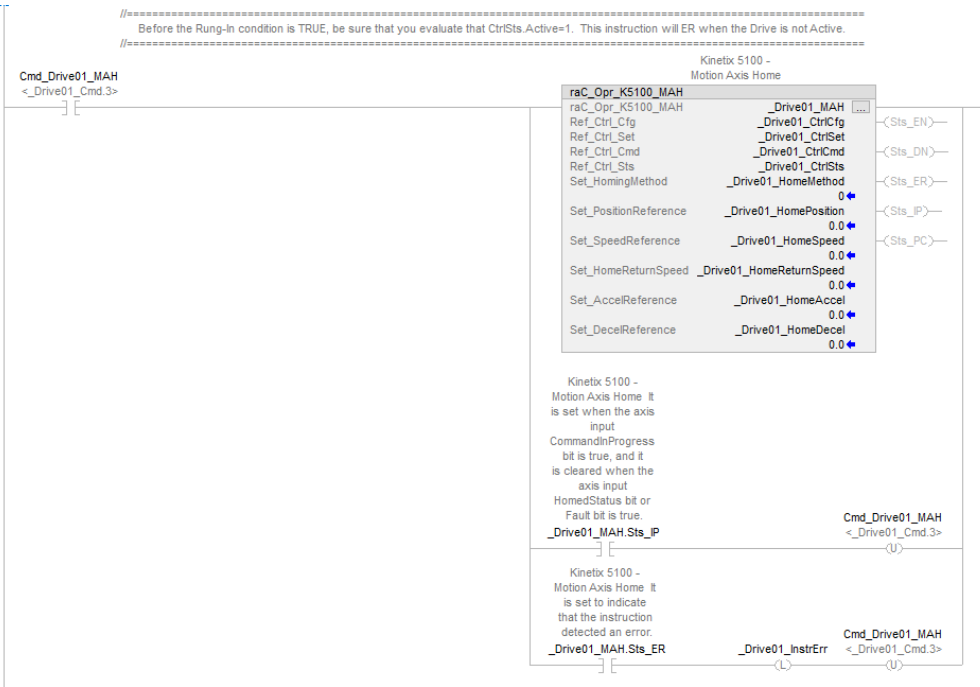 //====================================================================================================================
Before the Rung-In condition is TRUE, be sure that you evaluate that CtrlSts.Active=1.  This instruction will ER when the Drive is not Active.
//====================================================================================================================
Kinetix 5100 -
Motion Axis Home
Cmd_Drive01_MAH
<_Drive01_Cmd.3>
raC_Opr_K5100_MAH
raC_Opr_K5100_MAH _Drive01_MAH ...
Ref_Ctrl_Cfg _Drive01_CtrlCfg (Sts_EN)
Ref_Ctrl_Set _Drive01_CtrlSet
Ref_Ctrl_Cmd _Drive01_CtrlCmd (Sts_DN)
Ref_Ctrl_Sts _Drive01_CtrlSts
Set_HomingMethod _Drive01_HomeMethod (Sts_ER)
0
Set_PositionReference _Drive01_HomePosition (Sts_IP)
0.0
Set_SpeedReference _Drive01_HomeSpeed (Sts_PC)
0.0
Set_HomeReturnSpeed _Drive01_HomeReturnSpeed
0.0
Set_AccelReference _Drive01_HomeAccel
0.0
Set_DecelReference _Drive01_HomeDecel
0.0
Kinetix 5100 -
Motion Axis Home It
is set when the axis
input
CommandInProgress
bit is true, and it
is cleared when the
axis input
HomedStatus bit or
Fault bit is true.
_Drive01_MAH.Sts_IP
Cmd_Drive01_MAH
<_Drive01_Cmd.3>
(U)
Kinetix 5100 -
Motion Axis Home It
is set to indicate
that the instruction
detected an error.
_Drive01_MAH.Sts_ER
_Drive01_InstrErr
(L)
Cmd_Drive01_MAH
<_Drive01_Cmd.3>
(U)